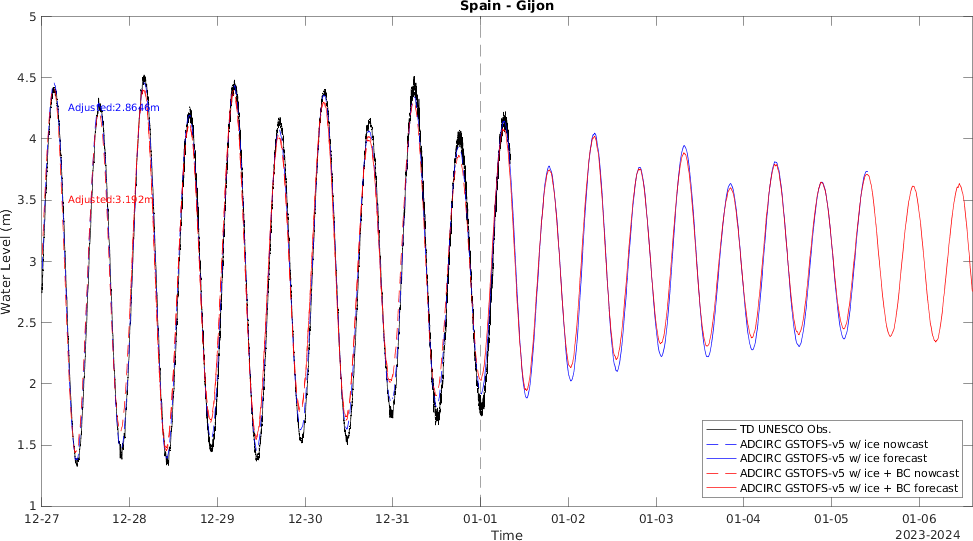 Spain - Gijon
5
4.5
4
3.5
3
2.5
2
1.5
1
Water Level (m)
Adjusted:2.8646m
Adjusted:3.192m
TD UNESCO Obs.
ADCIRC GSTOFS-v5 w/ ice nowcast
ADCIRC GSTOFS-v5 w/ ice forecast
ADCIRC GSTOFS-v5 w/ ice + BC nowcast
ADCIRC GSTOFS-v5 w/ ice + BC forecast
12-27 12-28 12-29 12-30 12-31 01-01 01-02 01-03 01-04 01-05 01-06
Time
2023-2024